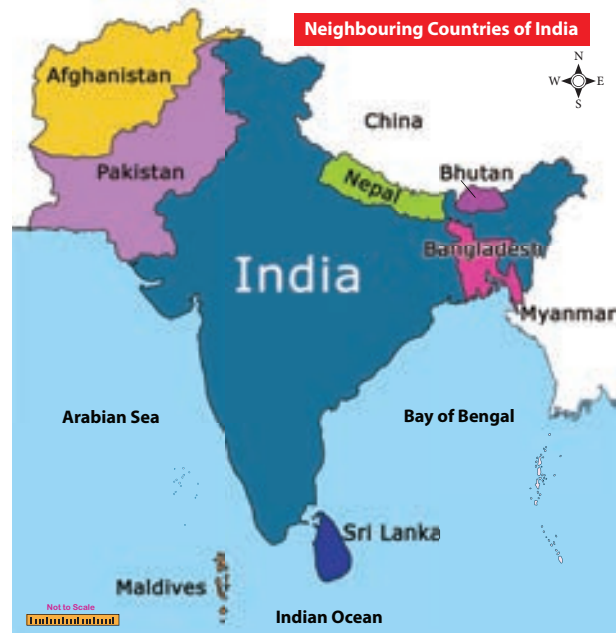 Neighbouring Countries of India
N
W E
S
Afghanistan
China
Pakistan
Nepal
Bhutan
Bangladesh
India
Myanmar
Arabian Sea
Bay of Bengal
Sri Lanka
Maldives
Not to Scale
Indian Ocean